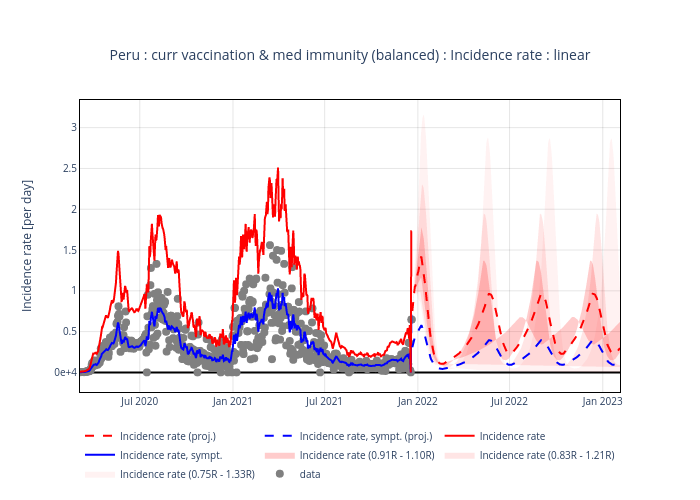 Peru : curr vaccination & med immunity (balanced) : Incidence rate : linear
Incidence rate [per day]
3
2.5
2
1.5
1
0.5
0e+4
Jul 2020
Jan 2021
Jul 2021
Jan 2022
Jul 2022
Jan 2023
Incidence rate (proj.)
Incidence rate, sympt. (proj.)
Incidence rate
Incidence rate, sympt.
Incidence rate (0.91R - 1.10R)
Incidence rate (0.83R - 1.21R)
Incidence rate (0.75R - 1.33R)
data